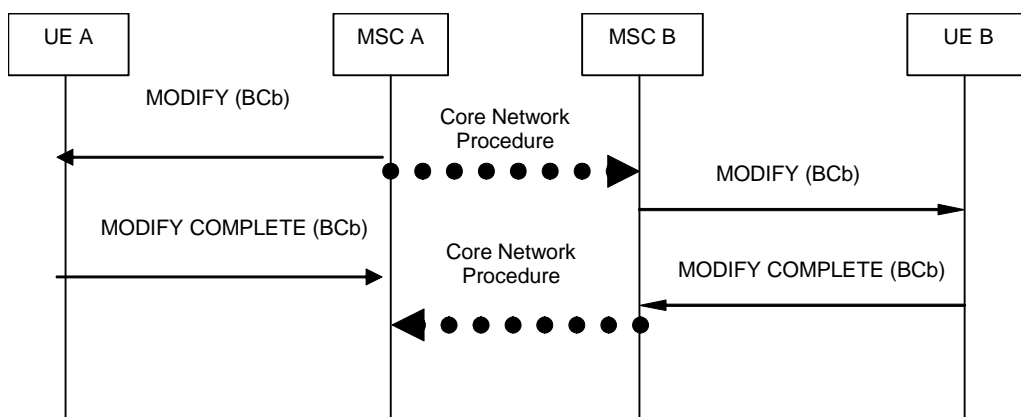 UE A
MSC A
MSC B
UE B
MODIFY (BCb)
Core Network
Procedure
MODIFY (BCb)
MODIFY COMPLETE (BCb)
Core Network
Procedure
MODIFY COMPLETE (BCb)